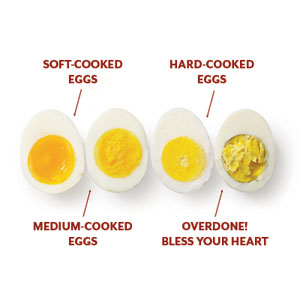 SOFT-COOKED
EGGS
HARD-COOKED
EGGS
MEDIUM-COOKED
EGGS
OVERDONE!
BLESS YOUR HEART